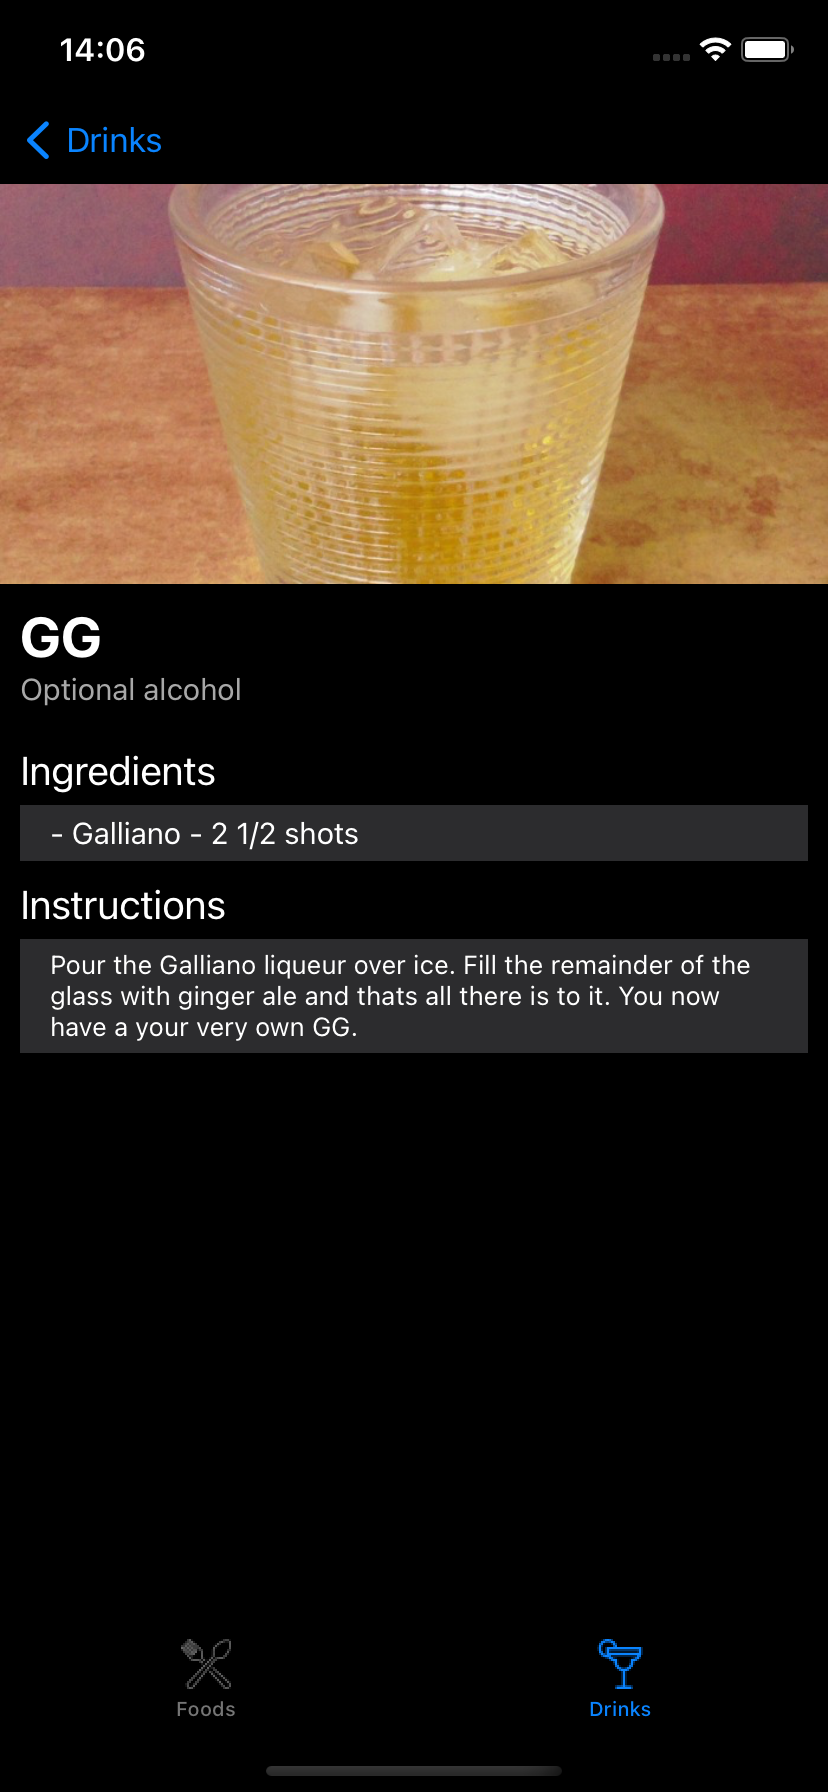 14:06
Drinks
GG
Optional alcohol
Ingredients
- Galliano - 2 1/2 shots
Instructions
Pour the Galliano liqueur over ice. Fill the remainder of the
glass with ginger ale and thats all there is to it. You now
have a your very own GG.
Foods
Drinks